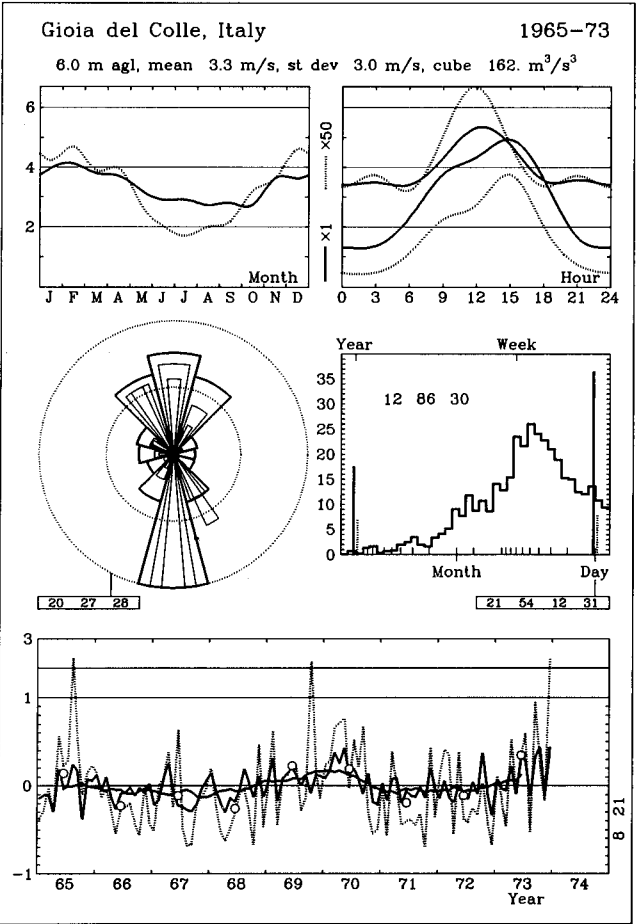 Gioia del Colle, Italy 1965-73
6.0 m agl, mean 3.3 m/s, st dev 3.0 m/s, cube 162. m³/s³
6
4
2
J F M A M J J A S O N D
Month
×1 ×50
0 3 6 9 12 15 18 21 24
Hour
Year Week
35
30
25
20
15
10
5
0
12 86 30
Month Day
20 27 28
21 54 12 31
3
1
0
-1
65 66 67 68 69 70 71 72 73 74
Year
8 21